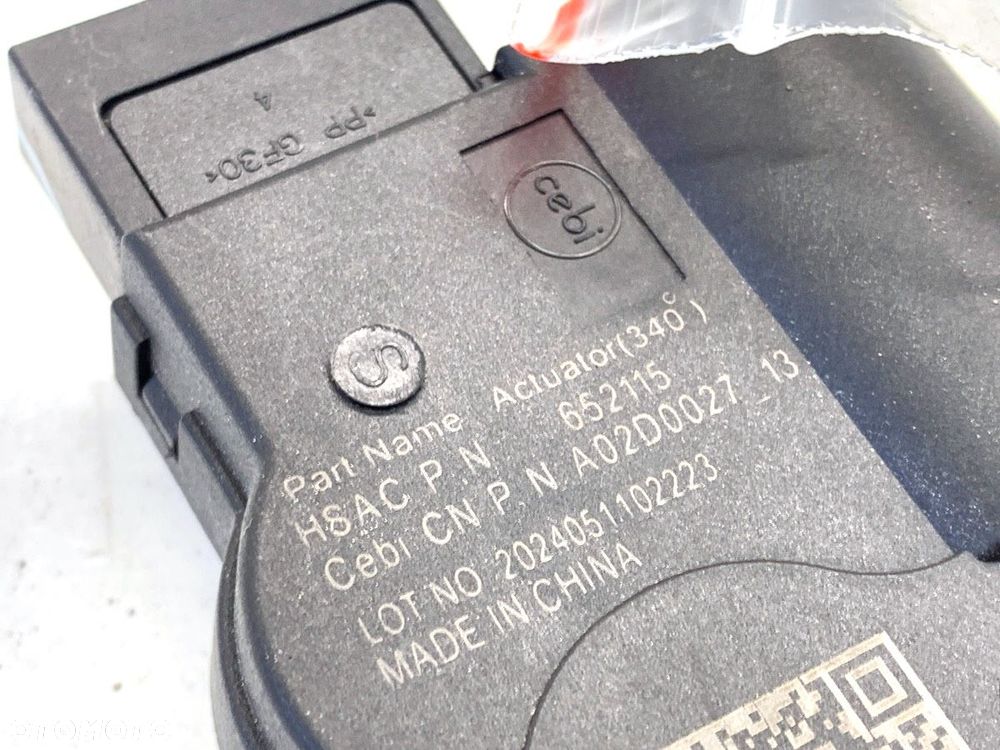 >PP GF30<
4
cebi
S
Part Name Actuator(340°)
HSAC P N 652115
Cebi CN P N A02D0027_13
LOT NO 2024051102223
MADE IN CHINA
OTOMOTO